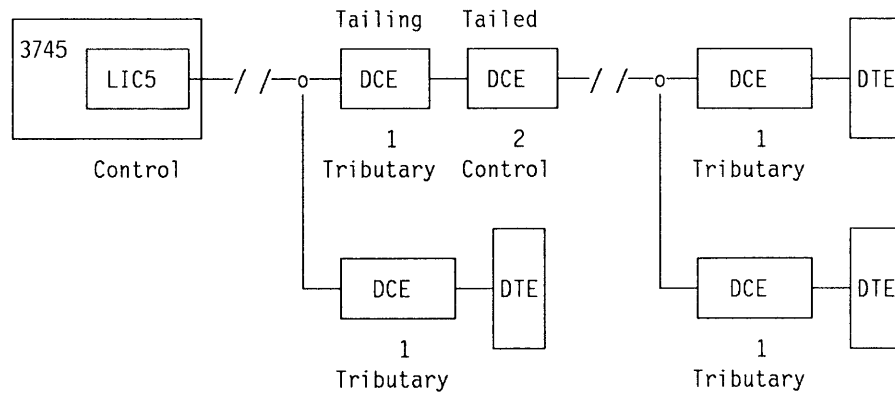 Tailing Tailed
3745
LIC5 DCE DCE DCE DTE
1 2 1
Control Tributary Control Tributary
DCE DTE DCE DTE
1 1
Tributary Tributary